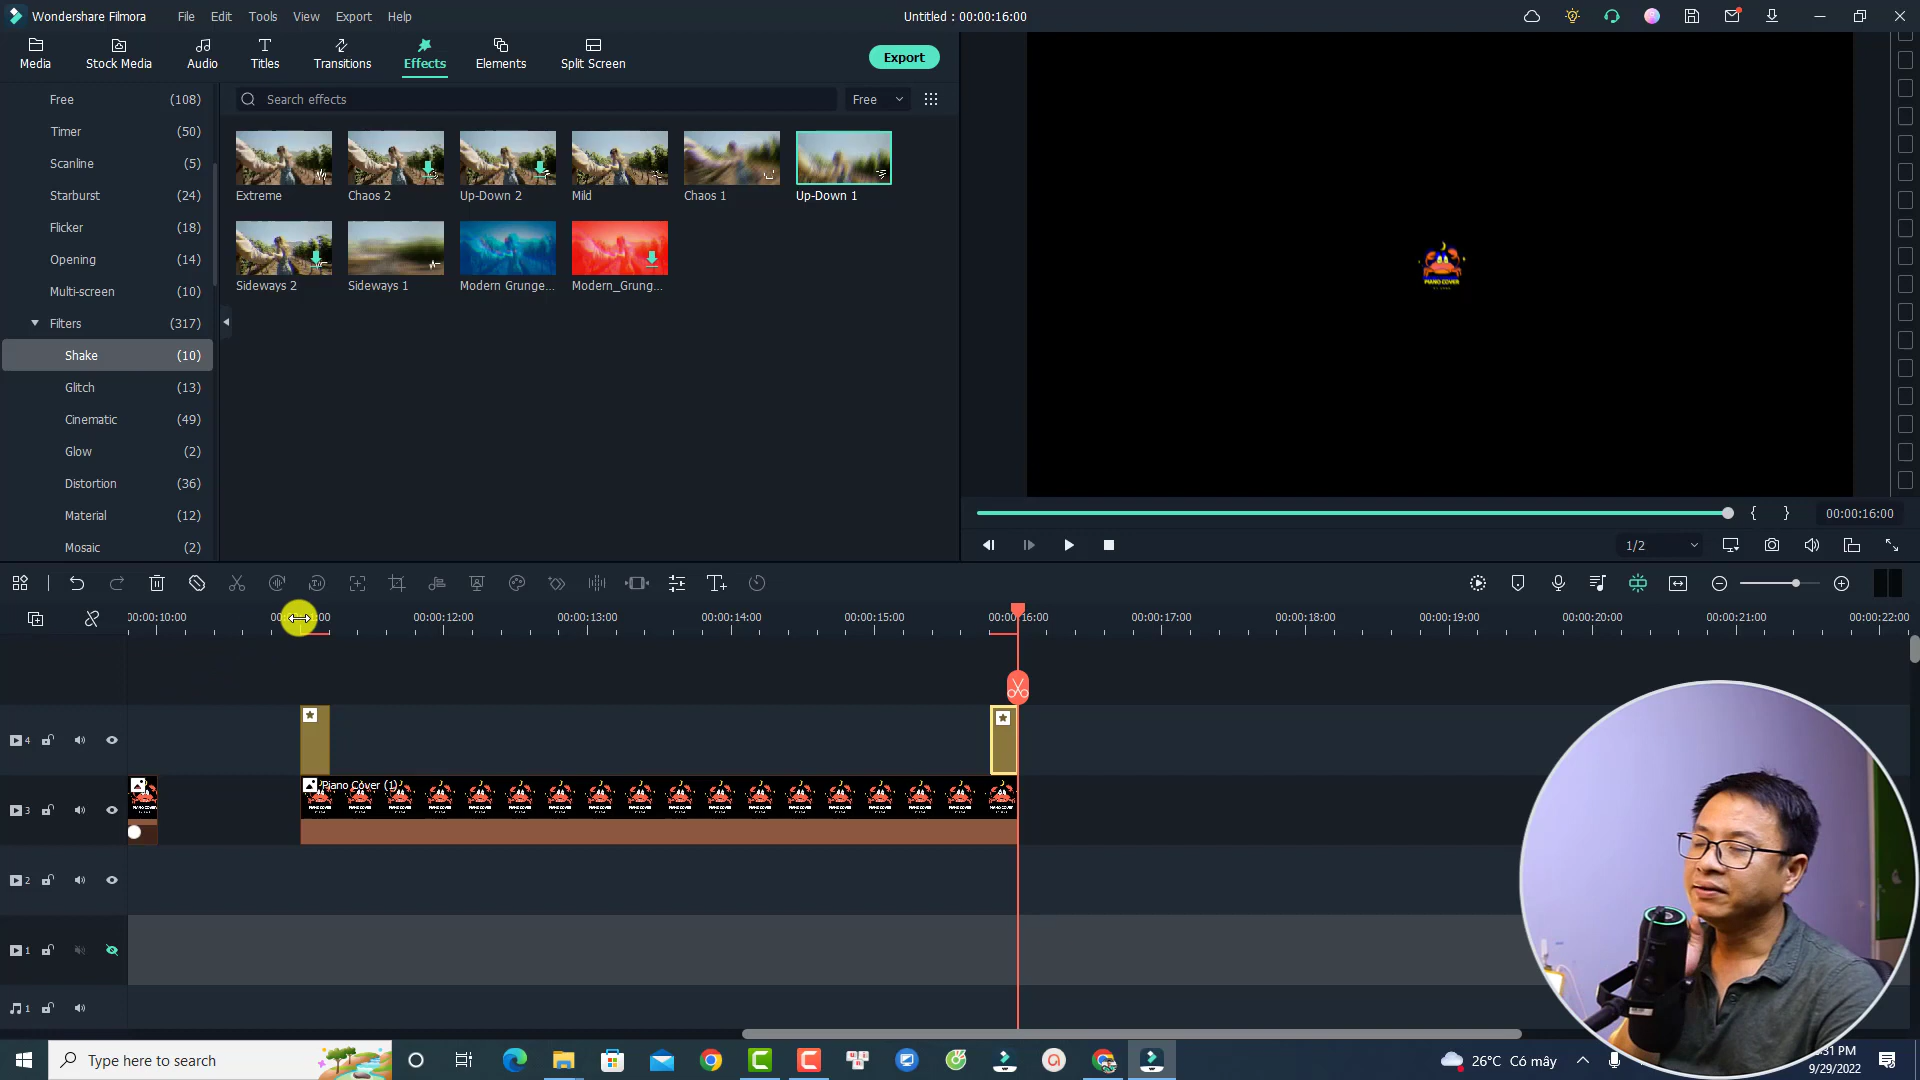 Wondershare Filmora File Edit Tools View Export Help Untitled : 00:00:16:00
Media Stock Media Audio Titles Transitions Effects Elements Split Screen Export
Free (108)
Timer (50)
Scanline (5)
Starburst (24)
Flicker (18)
Opening (14)
Multi-screen (10)
Filters (317)
Shake (10)
Glitch (13)
Cinematic (49)
Glow (2)
Distortion (36)
Material (12)
Mosaic (2)
Search effects Free
Extreme Chaos 2 Up-Down 2 Mild Chaos 1 Up-Down 1
Sideways 2 Sideways 1 Modern Grunge... Modern_Grung...
PIANO COVER
00:00:16:00
1/2
00:00:10:00 00:00:12:00 00:00:13:00 00:00:14:00 00:00:15:00 00:00:16:00 00:00:17:00 00:00:18:00 00:00:19:00 00:00:20:00 00:00:21:00 00:00:22:00
4
Piano Cover (1)
3
2
1
1
Type here to search
26°C Có mây
:31 PM
9/29/2022